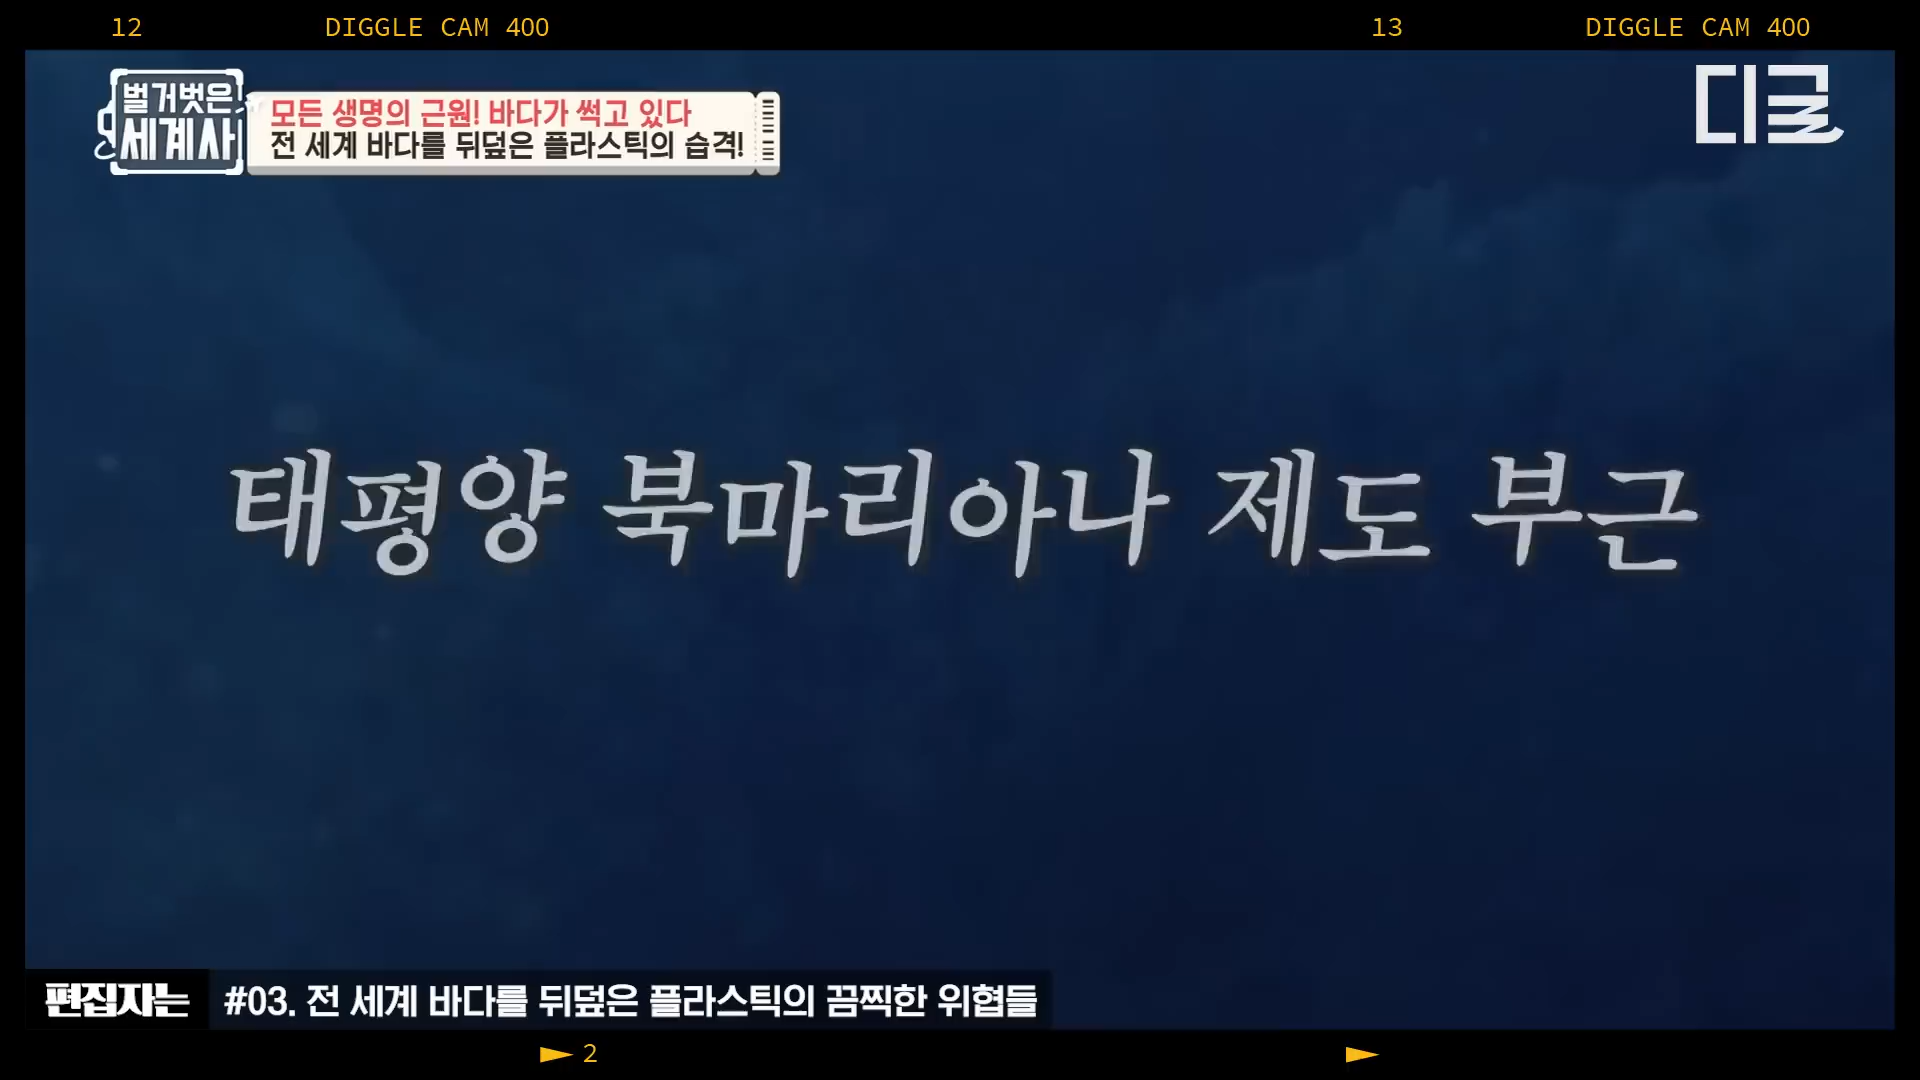 12 DIGGLE CAM 400 13 DIGGLE CAM 400
벌거벗은
세계사
모든 생명의 근원! 바다가 썩고 있다
전 세계 바다를 뒤덮은 플라스틱의 습격!
디글
태평양 북마리아나 제도 부근
편집자는 #03. 전 세계 바다를 뒤덮은 플라스틱의 끔찍한 위협들
2